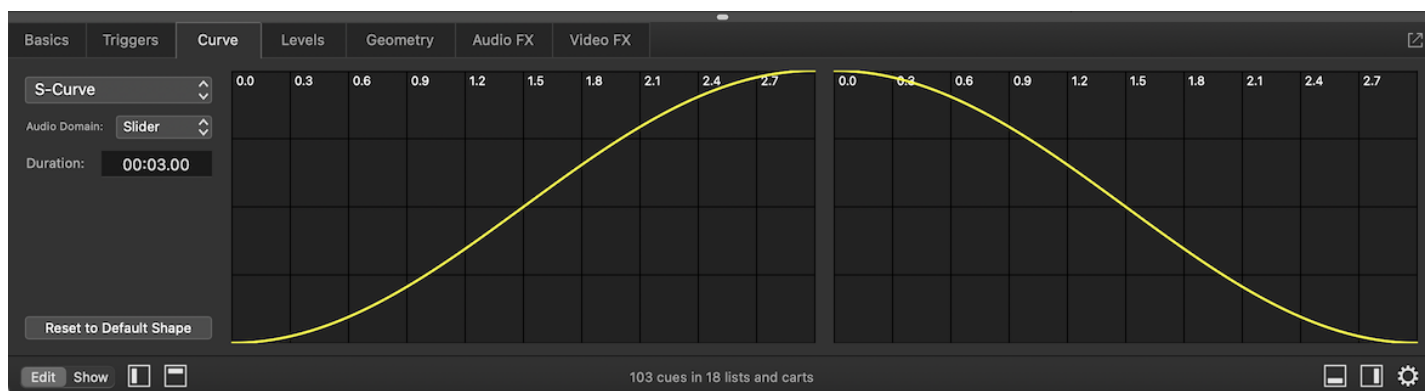 Basics Triggers Curve Levels Geometry Audio FX Video FX
S-Curve
0.0 0.3 0.6 0.9 1.2 1.5 1.8 2.1 2.4 2.7 0.0 0.3 0.6 0.9 1.2 1.5 1.8 2.1 2.4 2.7
Audio Domain: Slider
Duration: 00:03.00
Reset to Default Shape
Edit Show 103 cues in 18 lists and carts